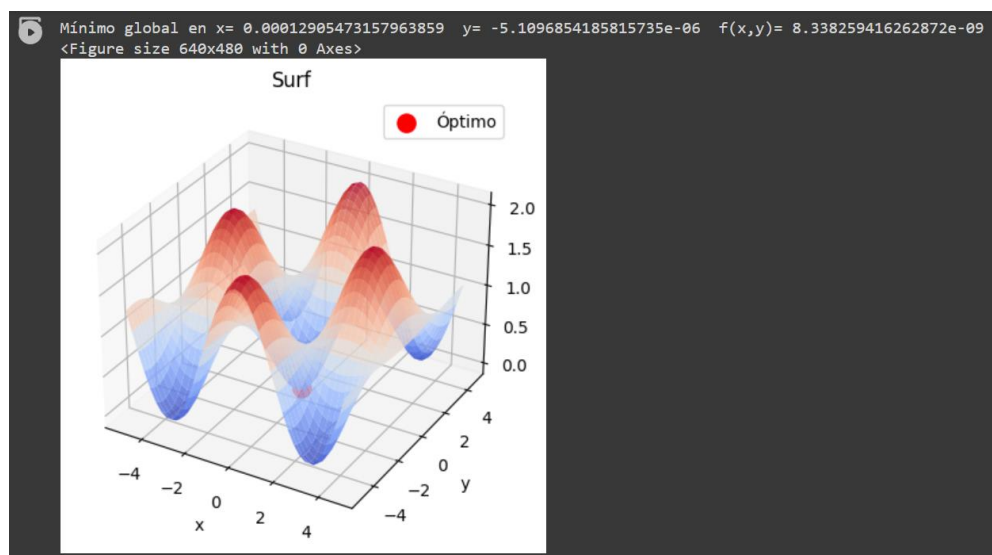 Mínimo global en x= 0.00012905473157963859  y= -5.1096854185815735e-06  f(x,y)= 8.338259416262872e-09
<Figure size 640x480 with 0 Axes>
Surf
Óptimo
2.0
1.5
1.0
0.5
0.0
−4
−2
0
2
4
x
−4
−2
0
2
4
y